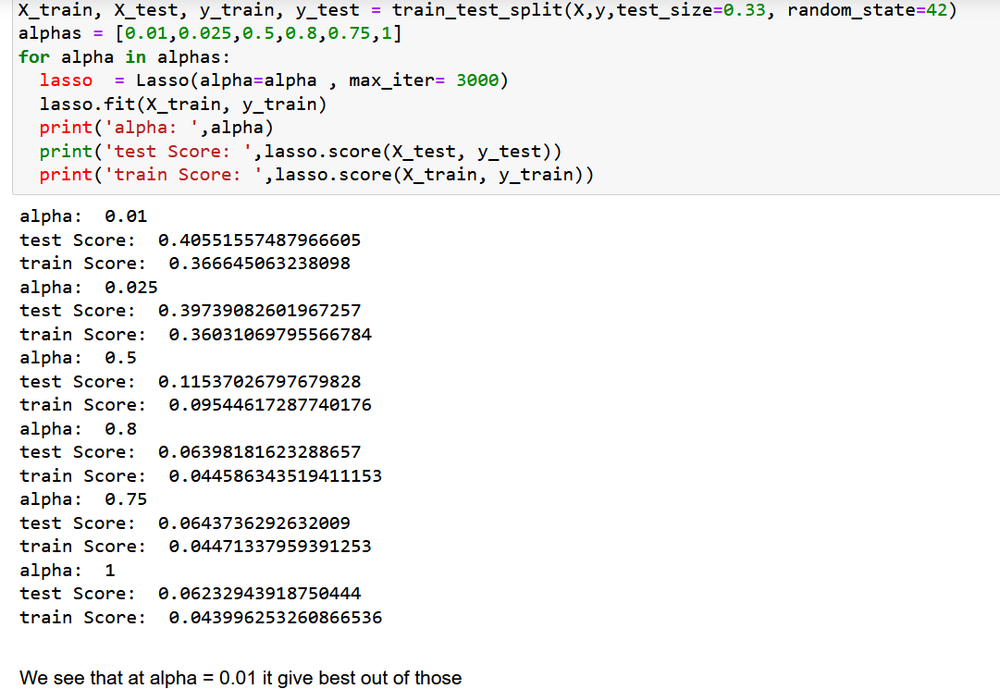 X_train, X_test, y_train, y_test = train_test_split(X,y,test_size=0.33, random_state=42)
alphas = [0.01,0.025,0.5,0.8,0.75,1]
for alpha in alphas:
  lasso  = Lasso(alpha=alpha , max_iter= 3000)
  lasso.fit(X_train, y_train)
  print('alpha: ',alpha)
  print('test Score: ',lasso.score(X_test, y_test))
  print('train Score: ',lasso.score(X_train, y_train))
alpha:  0.01
test Score:  0.40551557487966605
train Score:  0.366645063238098
alpha:  0.025
test Score:  0.39739082601967257
train Score:  0.36031069795566784
alpha:  0.5
test Score:  0.11537026797679828
train Score:  0.09544617287740176
alpha:  0.8
test Score:  0.06398181623288657
train Score:  0.044586343519411153
alpha:  0.75
test Score:  0.0643736292632009
train Score:  0.04471337959391253
alpha:  1
test Score:  0.06232943918750444
train Score:  0.043996253260866536
We see that at alpha = 0.01 it give best out of those